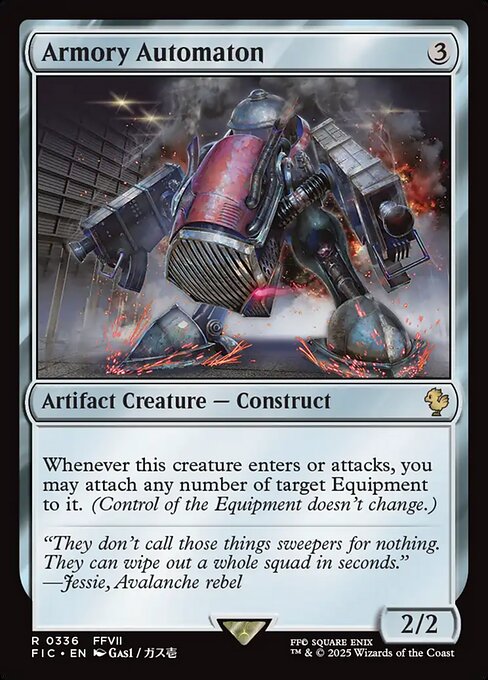 Armory Automaton 3
Artifact Creature — Construct
Whenever this creature enters or attacks, you
may attach any number of target Equipment
to it. (Control of the Equipment doesn't change.)
“They don't call those things sweepers for nothing.
They can wipe out a whole squad in seconds.”
—Jessie, Avalanche rebel
2/2
R 0336 FFVII
FIC • EN Gas1 / ガス壱
FF© SQUARE ENIX
™ & © 2025 Wizards of the Coast